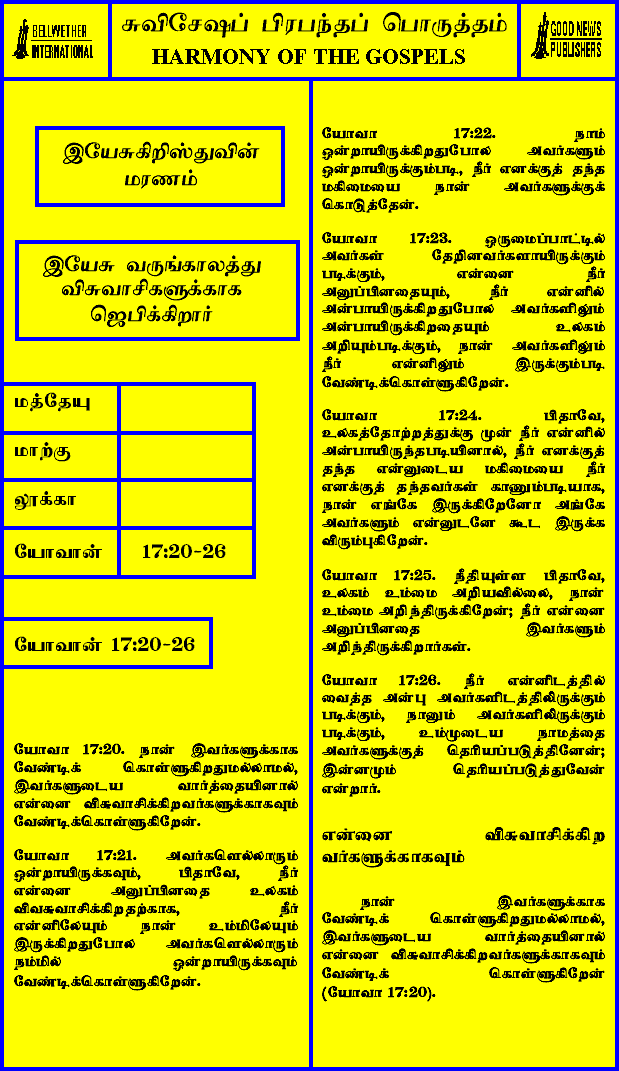 BELLWETHER
INTERNATIONAL
சுவிசேஷப் பிரபந்தப் பொருத்தம்
HARMONY OF THE GOSPELS
GOOD NEWS
PUBLISHERS
இயேசுகிறிஸ்துவின்
மரணம்
இயேசு வருங்காலத்து
விசுவாசிகளுக்காக
ஜெபிக்கிறார்
மத்தேயு
மாற்கு
லூக்கா
யோவான் 17:20-26
யோவான் 17:20-26
யோவா 17:20. நான் இவர்களுக்காக
வேண்டிக் கொள்ளுகிறதுமல்லாமல்,
இவர்களுடைய வார்த்தையினால்
என்னை விசுவாசிக்கிறவர்களுக்காகவும்
வேண்டிக்கொள்ளுகிறேன்.
யோவா 17:21. அவர்களெல்லாரும்
ஒன்றாயிருக்கவும், பிதாவே, நீர்
என்னை அனுப்பினதை உலகம்
விவசுவாசிக்கிறதற்காக, நீர்
என்னிலேயும் நான் உம்மிலேயும்
இருக்கிறதுபோல அவர்களெல்லாரும்
நம்மில் ஒன்றாயிருக்கவும்
வேண்டிக்கொள்ளுகிறேன்.
யோவா 17:22. நாம்
ஒன்றாயிருக்கிறதுபோல அவர்களும்
ஒன்றாயிருக்கும்படி, நீர் எனக்குத் தந்த
மகிமையை நான் அவர்களுக்குக்
கொடுத்தேன்.
யோவா 17:23. ஒருமைப்பாட்டில்
அவர்கள் தேறினவர்களாயிருக்கும்
படிக்கும், என்னை நீர்
அனுப்பினதையும், நீர் என்னில்
அன்பாயிருக்கிறதுபோல அவர்களிலும்
அன்பாயிருக்கிறதையும் உலகம்
அறியும்படிக்கும், நான் அவர்களிலும்
நீர் என்னிலும் இருக்கும்படி
வேண்டிக்கொள்ளுகிறேன்.
யோவா 17:24. பிதாவே,
உலகத்தோற்றத்துக்கு முன் நீர் என்னில்
அன்பாயிருந்தபடியினால், நீர் எனக்குத்
தந்த என்னுடைய மகிமையை நீர்
எனக்குத் தந்தவர்கள் காணும்படியாக,
நான் எங்கே இருக்கிறேனோ அங்கே
அவர்களும் என்னுடனே கூட இருக்க
விரும்புகிறேன்.
யோவா 17:25. நீதியுள்ள பிதாவே,
உலகம் உம்மை அறியவில்லை, நான்
உம்மை அறிந்திருக்கிறேன்; நீர் என்னை
அனுப்பினதை இவர்களும்
அறிந்திருக்கிறார்கள்.
யோவா 17:26. நீர் என்னிடத்தில்
வைத்த அன்பு அவர்களிடத்திலிருக்கும்
படிக்கும், நானும் அவர்களிலிருக்கும்
படிக்கும், உம்முடைய நாமத்தை
அவர்களுக்குத் தெரியப்படுத்தினேன்;
இன்னமும் தெரியப்படுத்துவேன்
என்றார்.
என்னை விசுவாசிக்கிற
வர்களுக்காகவும்
நான் இவர்களுக்காக
வேண்டிக் கொள்ளுகிறதுமல்லாமல்,
இவர்களுடைய வார்த்தையினால்
என்னை விசுவாசிக்கிறவர்களுக்காகவும்
வேண்டிக் கொள்ளுகிறேன்
(யோவா 17:20).